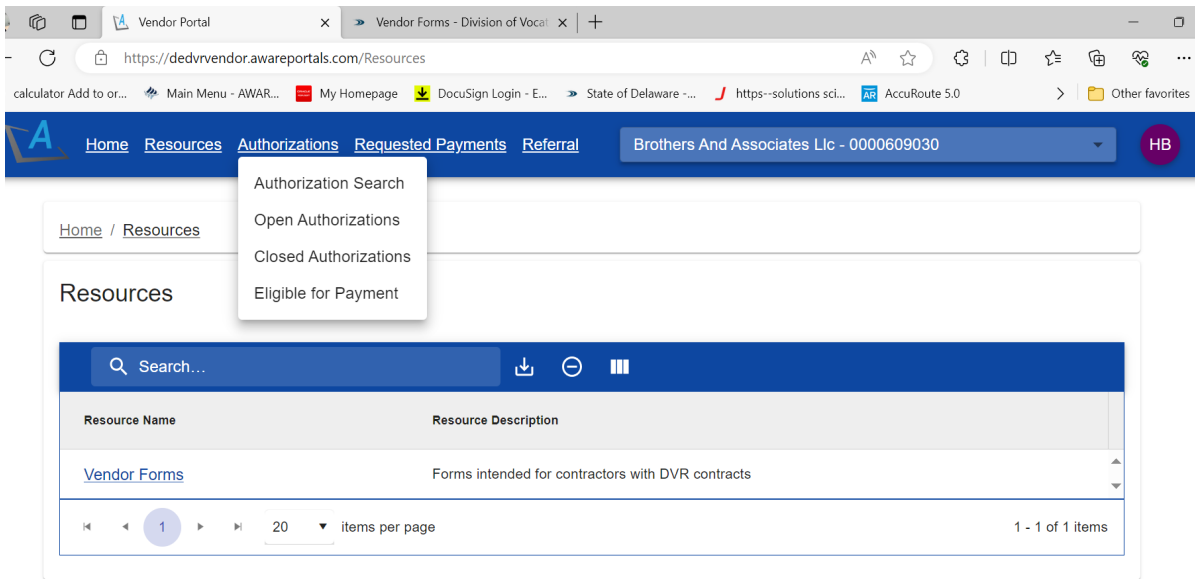 Vendor Portal
Vendor Forms - Division of Vocat
https://dedvrvendor.awareportals.com/Resources
calculator Add to or... Main Menu - AWAR... My Homepage DocuSign Login - E... State of Delaware -... https--solutions sci... AR AccuRoute 5.0 Other favorites
A Home Resources Authorizations Requested Payments Referral Brothers And Associates Llc - 0000609030 HB
Authorization Search
Open Authorizations
Closed Authorizations
Eligible for Payment
Home / Resources
Resources
Search...
Resource Name Resource Description
Vendor Forms Forms intended for contractors with DVR contracts
1 20 items per page 1 - 1 of 1 items